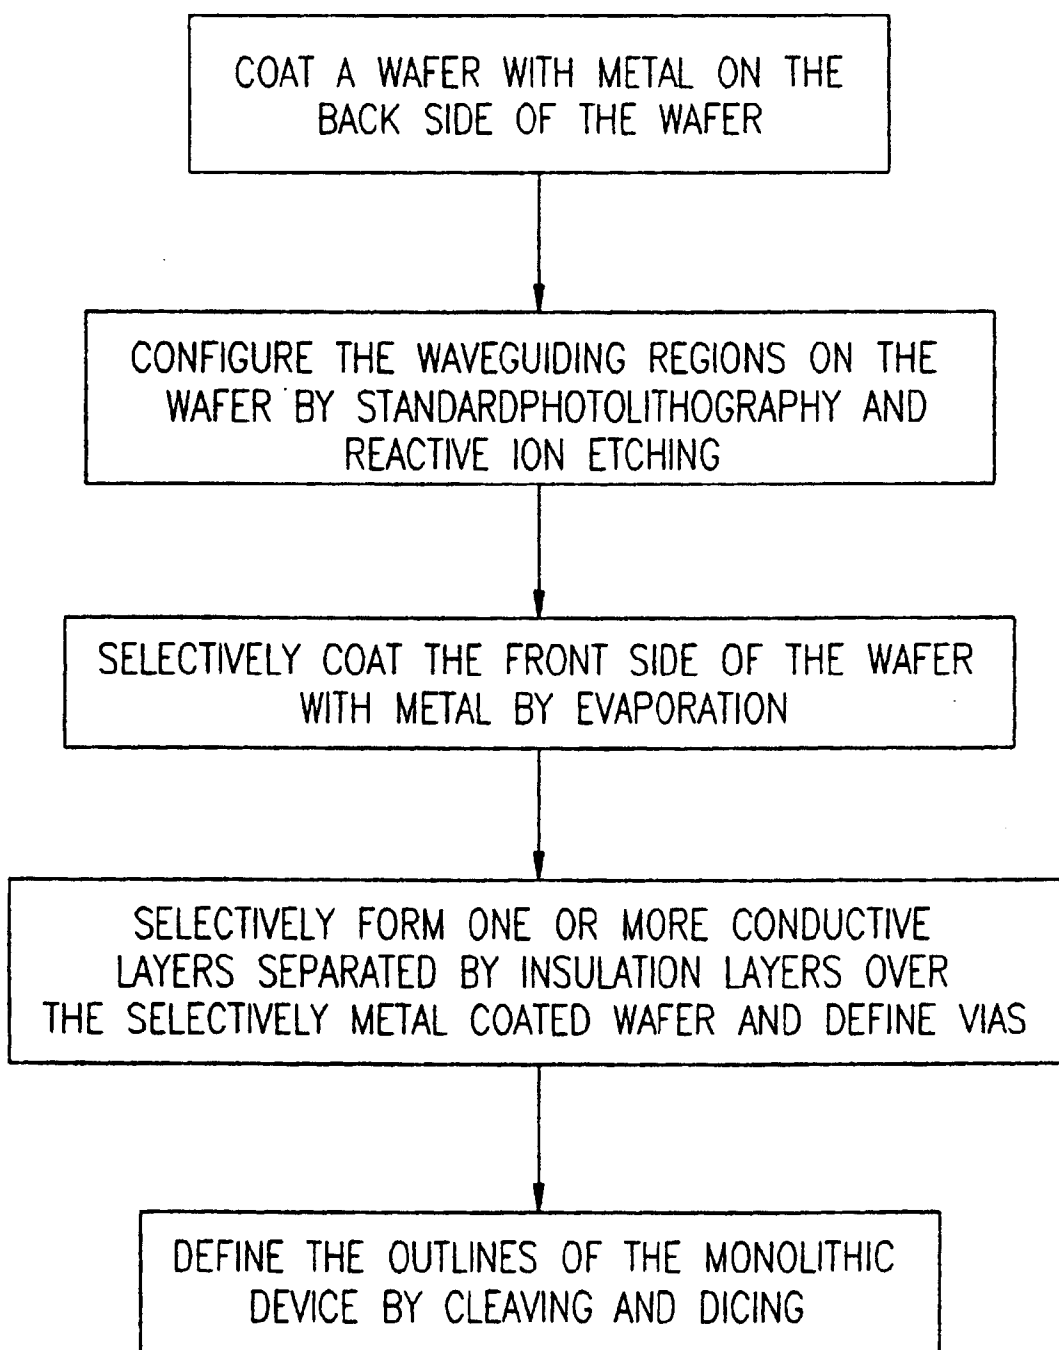 COAT A WAFER WITH METAL ON THE
BACK SIDE OF THE WAFER
CONFIGURE THE WAVEGUIDING REGIONS ON THE
WAFER BY STANDARDPHOTOLITHOGRAPHY AND
REACTIVE ION ETCHING
SELECTIVELY COAT THE FRONT SIDE OF THE WAFER
WITH METAL BY EVAPORATION
SELECTIVELY FORM ONE OR MORE CONDUCTIVE
LAYERS SEPARATED BY INSULATION LAYERS OVER
THE SELECTIVELY METAL COATED WAFER AND DEFINE VIAS
DEFINE THE OUTLINES OF THE MONOLITHIC
DEVICE BY CLEAVING AND DICING